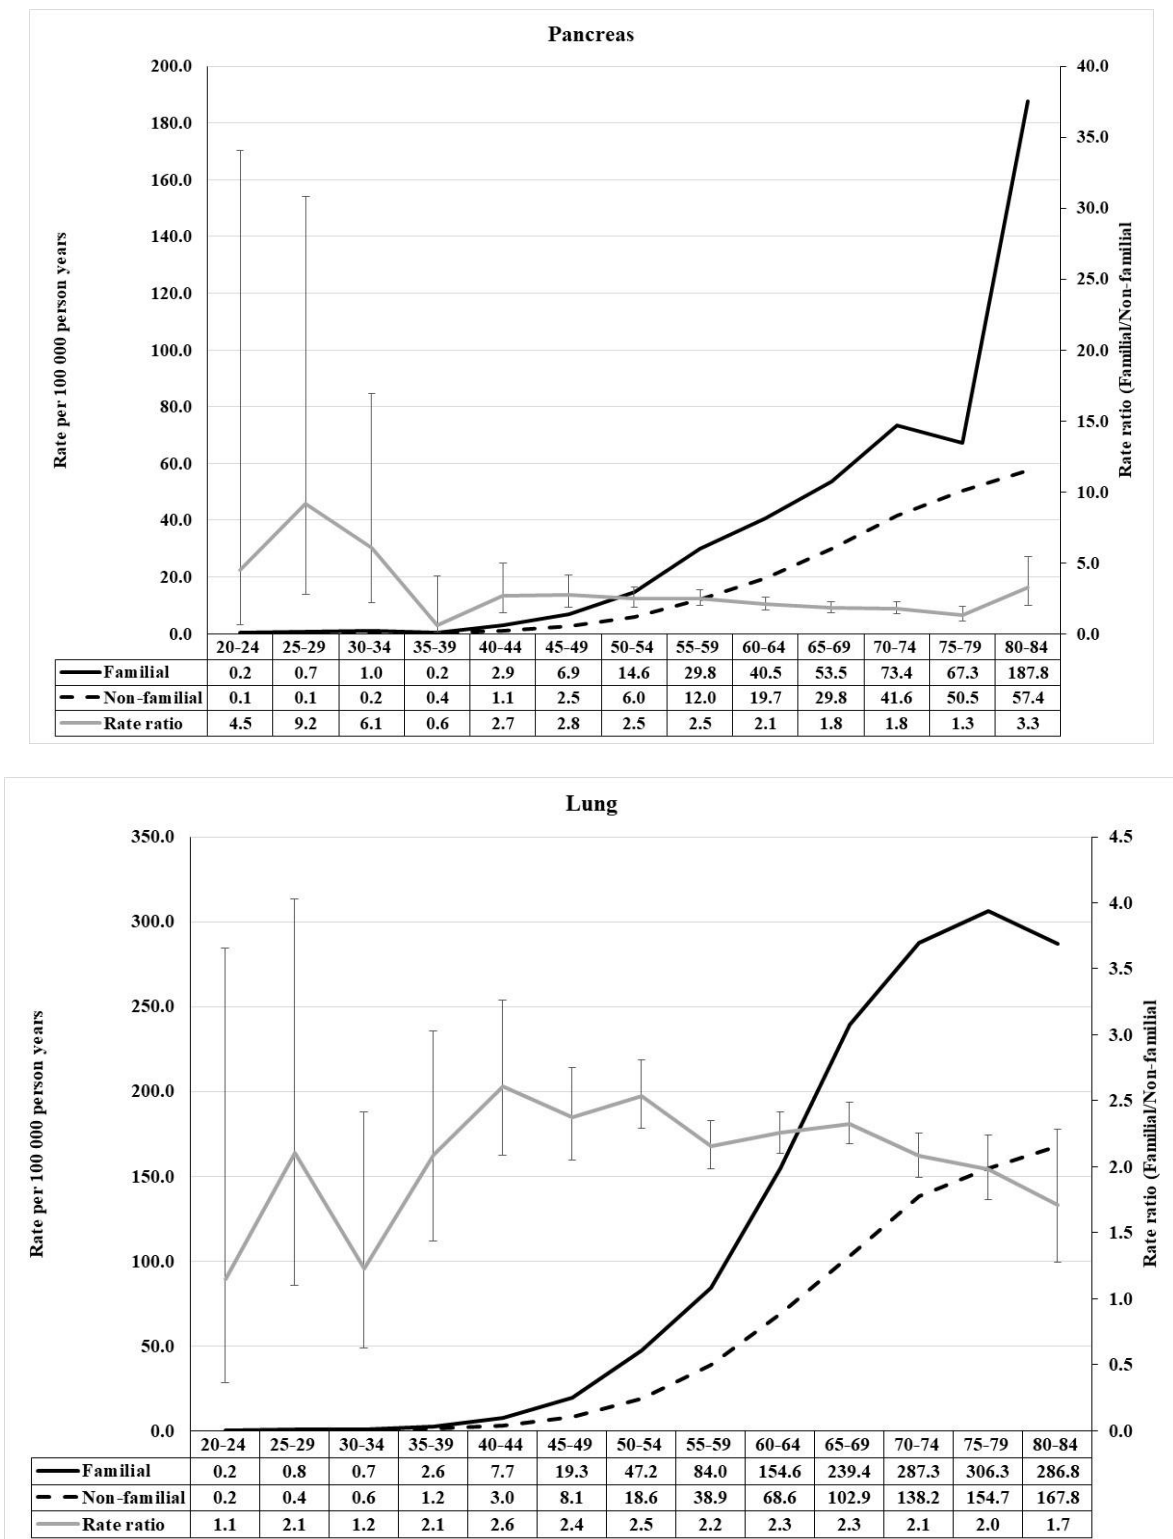 Pancreas
200.0 40.0
180.0
35.0
160.0
30.0
140.0
25.0
120.0
100.0 20.0
80.0
15.0
60.0
10.0
40.0
20.0 5.0
0.0 0.0
Rate per 100 000 person years
Rate ratio (Familial/Non-familial
20-24 25-29 30-34 35-39 40-44 45-49 50-54 55-59 60-64 65-69 70-74 75-79 80-84
Familial 0.2 0.7 1.0 0.2 2.9 6.9 14.6 29.8 40.5 53.5 73.4 67.3 187.8
Non-familial 0.1 0.1 0.2 0.4 1.1 2.5 6.0 12.0 19.7 29.8 41.6 50.5 57.4
Rate ratio 4.5 9.2 6.1 0.6 2.7 2.8 2.5 2.5 2.1 1.8 1.8 1.3 3.3
Lung
350.0 4.5
4.0
300.0
3.5
250.0
3.0
200.0
2.5
2.0
150.0
1.5
100.0
1.0
50.0
0.5
0.0 0.0
Rate per 100 000 person years
Rate ratio (Familial/Non-familial
20-24 25-29 30-34 35-39 40-44 45-49 50-54 55-59 60-64 65-69 70-74 75-79 80-84
Familial 0.2 0.8 0.7 2.6 7.7 19.3 47.2 84.0 154.6 239.4 287.3 306.3 286.8
Non-familial 0.2 0.4 0.6 1.2 3.0 8.1 18.6 38.9 68.6 102.9 138.2 154.7 167.8
Rate ratio 1.1 2.1 1.2 2.1 2.6 2.4 2.5 2.2 2.3 2.3 2.1 2.0 1.7